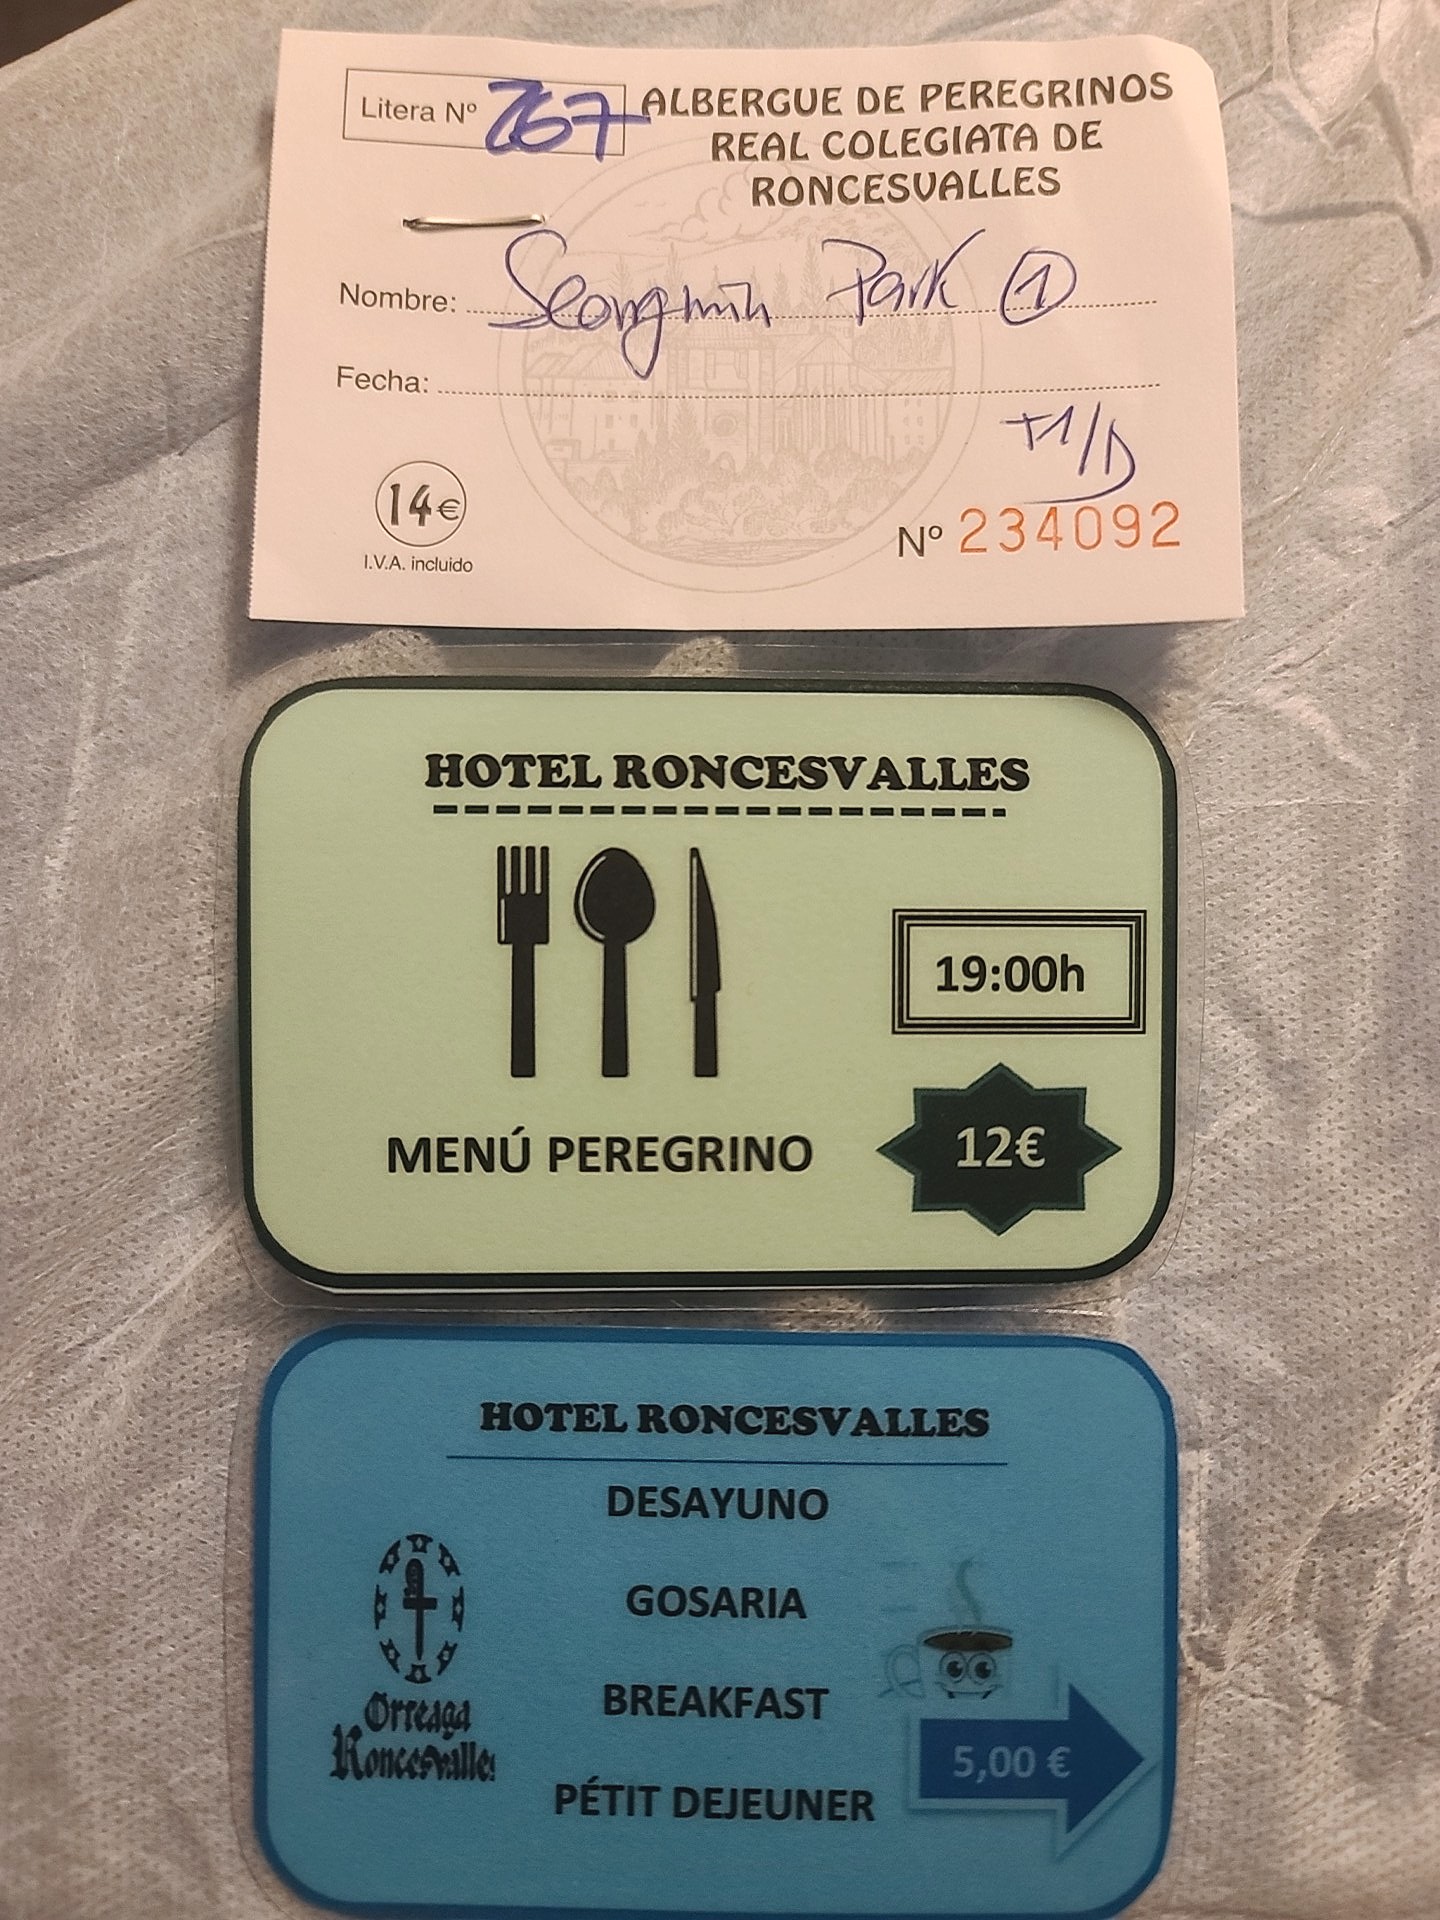 Litera Nº 267
ALBERGUE DE PEREGRINOS
REAL COLEGIATA DE
RONCESVALLES
Nombre: Seongmin Park ①
Fecha:
+1/D
14€
I.V.A. incluido
Nº 234092
HOTEL RONCESVALLES
19:00h
MENÚ PEREGRINO
12€
HOTEL RONCESVALLES
DESAYUNO
GOSARIA
BREAKFAST
PÉTIT DEJEUNER
Orreaga
Roncesvalles
5,00 €